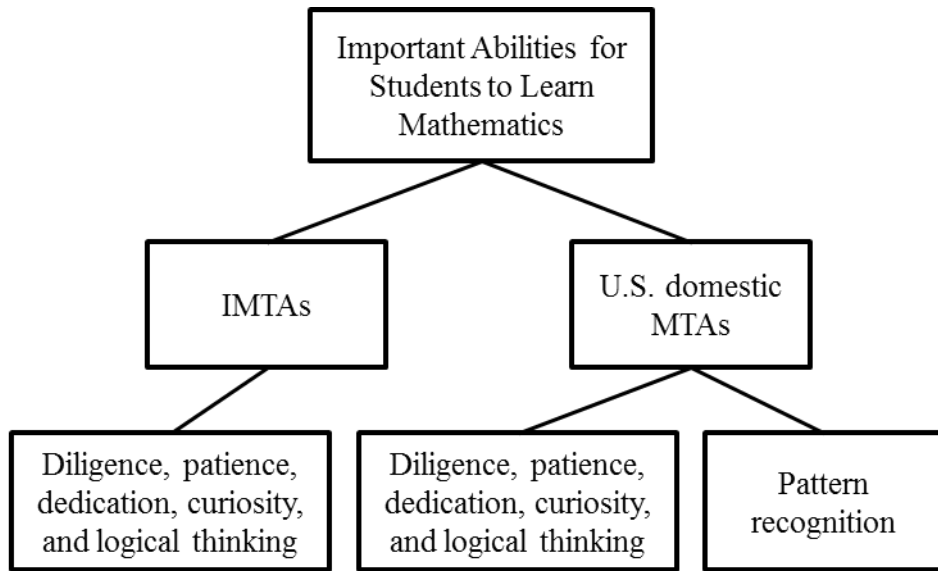 Important Abilities for
Students to Learn
Mathematics
IMTAs
U.S. domestic
MTAs
Diligence, patience,
dedication, curiosity,
and logical thinking
Diligence, patience,
dedication, curiosity,
and logical thinking
Pattern
recognition